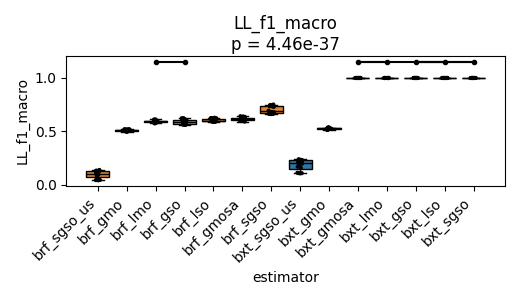 LL_f1_macro
p = 4.46e-37
LL_f1_macro
1.0
0.5
0.0
brf_sgso_us
brf_gmo
brf_lmo
brf_gso
brf_lso
brf_gmosa
brf_sgso
bxt_sgso_us
bxt_gmo
bxt_gmosa
bxt_lmo
bxt_gso
bxt_lso
bxt_sgso
estimator